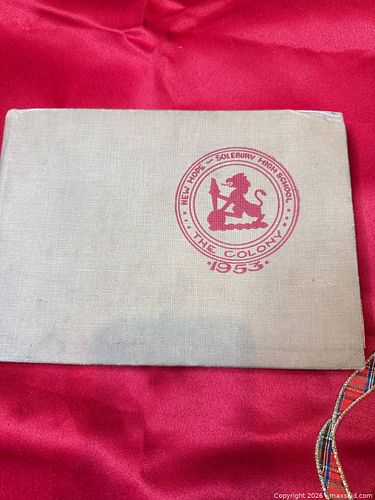 NEW HOPE - SOLEBURY HIGH SCHOOL
THE COLONY
·1953·
Copyright 2026 - maxsold.com